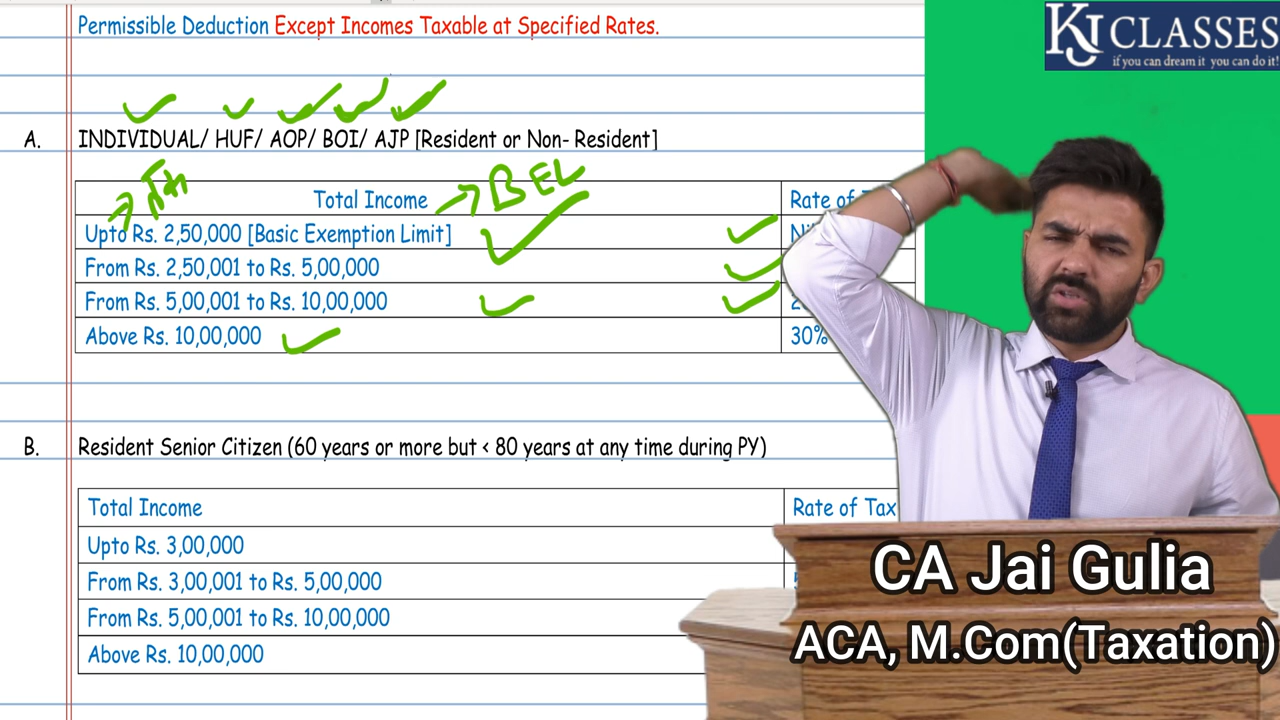 Permissible Deduction Except Incomes Taxable at Specified Rates.
KJ CLASSES
if you can dream it you can do it!
A. INDIVIDUAL/ HUF/ AOP/ BOI/ AJP [Resident or Non- Resident]
BEL
Total Income Rate of
Upto Rs. 2,50,000 [Basic Exemption Limit]
From Rs. 2,50,001 to Rs. 5,00,000
From Rs. 5,00,001 to Rs. 10,00,000
Above Rs. 10,00,000 30%
B. Resident Senior Citizen (60 years or more but < 80 years at any time during PY)
Total Income Rate of Tax
Upto Rs. 3,00,000
From Rs. 3,00,001 to Rs. 5,00,000
From Rs. 5,00,001 to Rs. 10,00,000
Above Rs. 10,00,000
CA Jai Gulia
ACA, M.Com(Taxation)